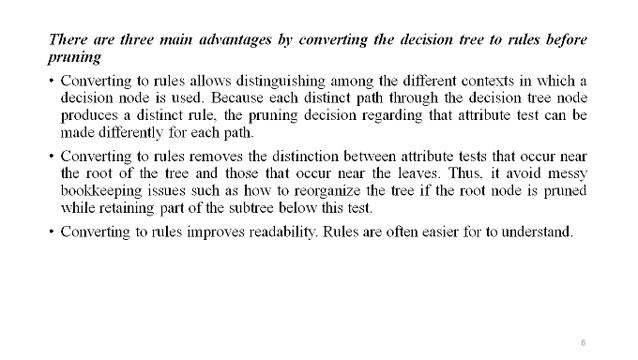 There are three main advantages by converting the decision tree to rules before
pruning
• Converting to rules allows distinguishing among the different contexts in which a
decision node is used. Because each distinct path through the decision tree node
produces a distinct rule, the pruning decision regarding that attribute test can be
made differently for each path.
• Converting to rules removes the distinction between attribute tests that occur near
the root of the tree and those that occur near the leaves. Thus, it avoid messy
bookkeeping issues such as how to reorganize the tree if the root node is pruned
while retaining part of the subtree below this test.
• Converting to rules improves readability. Rules are often easier for to understand.
6